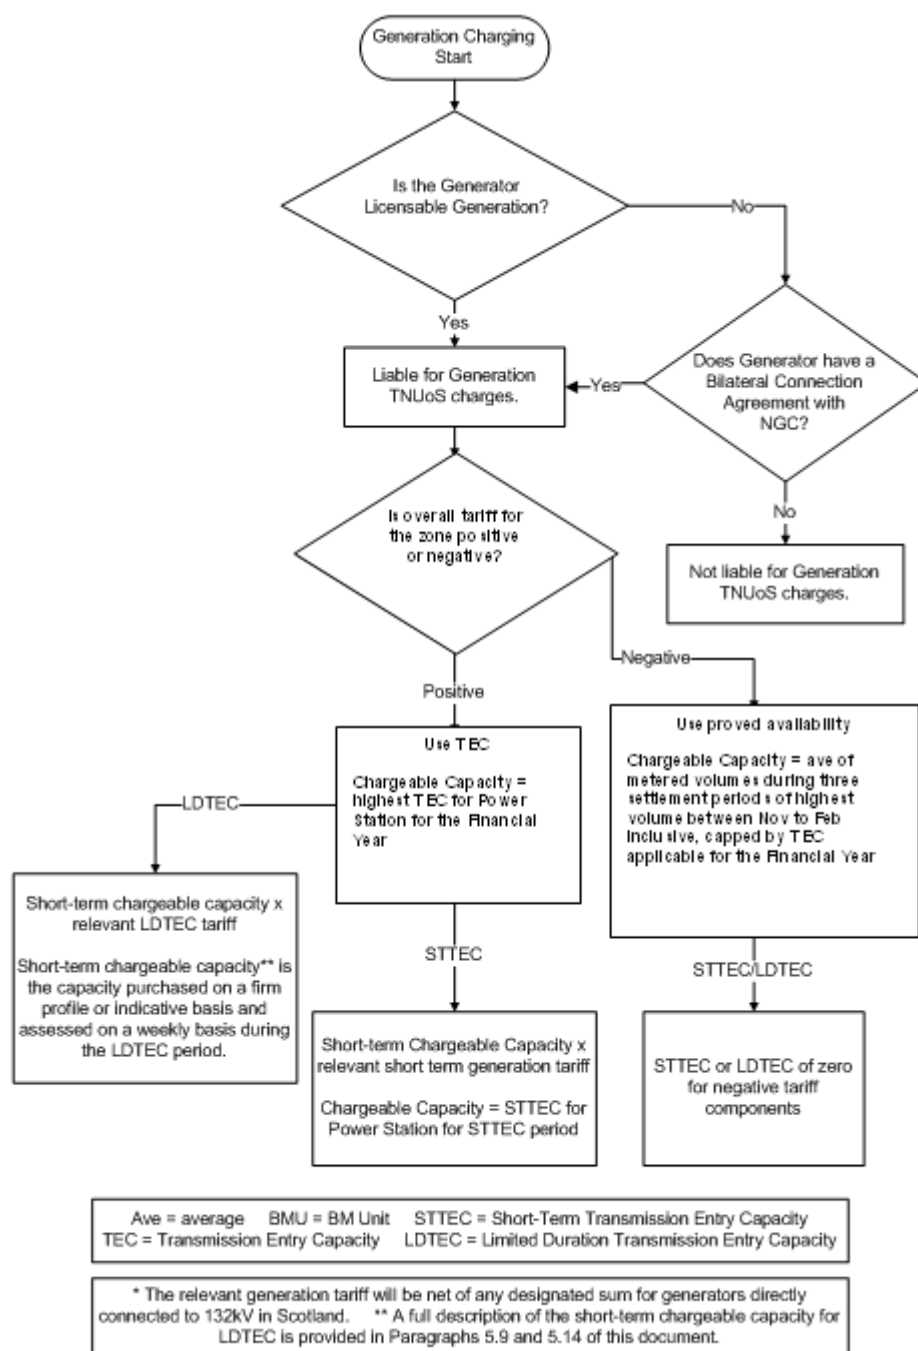 Generation Charging
Start
Is the Generator
Licensable Generation?
No
Yes
Does Generator have a
Bilateral Connection
Agreement with
NGC?
Yes
Liable for Generation
TNUoS charges.
No
Is overall tariff for
the zone positive
or negative?
Not liable for Generation
TNUoS charges.
Negative
Positive
Use TEC
Chargeable Capacity =
highest TEC for Power
Station for the Financial
Year
Use proved availability
Chargeable Capacity = ave of
metered volumes during three
settlement periods of highest
volume between Nov to Feb
inclusive, capped by TEC
applicable for the Financial Year
LDTEC
Short-term chargeable capacity x
relevant LDTEC tariff
Short-term chargeable capacity** is
the capacity purchased on a firm
profile or indicative basis and
assessed on a weekly basis during
the LDTEC period.
STTEC
STTEC/LDTEC
Short-term Chargeable Capacity x
relevant short term generation tariff
Chargeable Capacity = STTEC for
Power Station for STTEC period
STTEC or LDTEC of zero
for negative tariff
components
Ave = average BMU = BM Unit STTEC = Short-Term Transmission Entry Capacity
TEC = Transmission Entry Capacity LDTEC = Limited Duration Transmission Entry Capacity
* The relevant generation tariff will be net of any designated sum for generators directly
connected to 132kV in Scotland. ** A full description of the short-term chargeable capacity for
LDTEC is provided in Paragraphs 5.9 and 5.14 of this document.